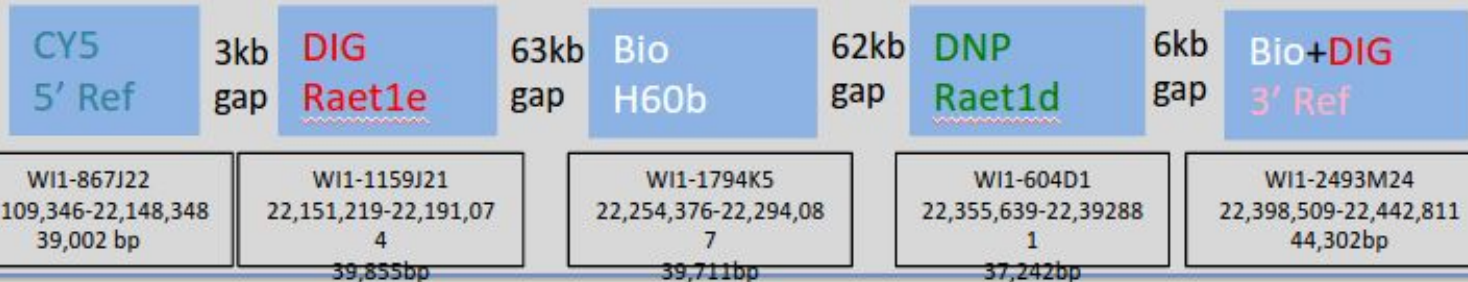 CY5
5' Ref
3kb
gap
DIG
Raet1e
63kb
gap
Bio
H60b
62kb
gap
DNP
Raet1d
6kb
gap
Bio+DIG
3' Ref
WI1-867J22
109,346-22,148,348
39,002 bp
WI1-1159J21
22,151,219-22,191,07
4
39,855bp
WI1-1794K5
22,254,376-22,294,08
7
39,711bp
WI1-604D1
22,355,639-22,39288
1
37,242bp
WI1-2493M24
22,398,509-22,442,811
44,302bp